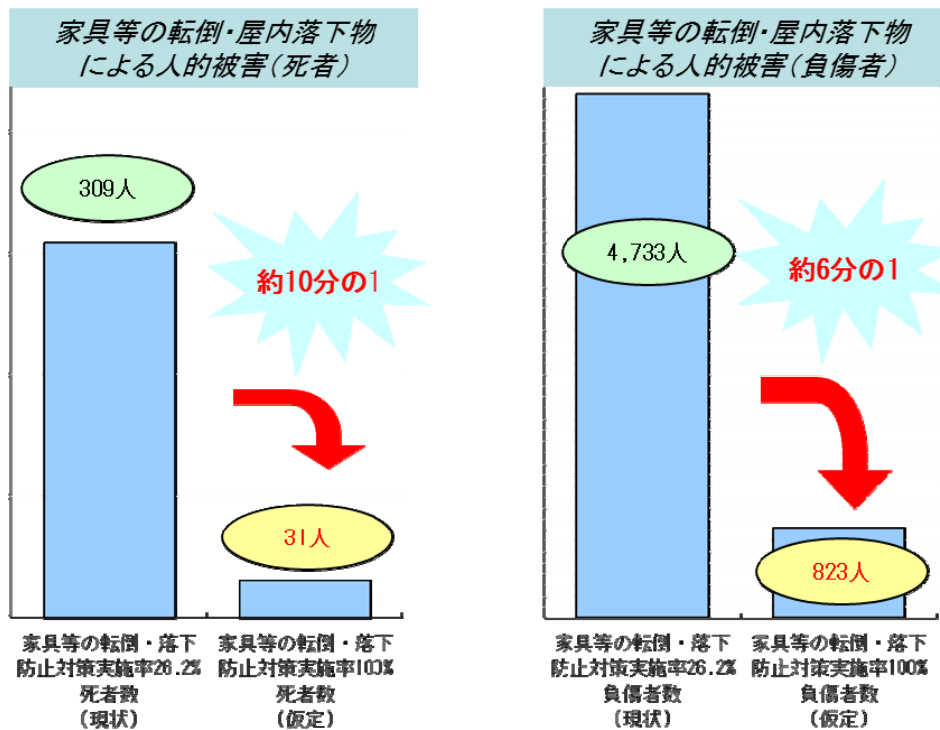 家具等の転倒・屋内落下物
による人的被害（死者）
309人
約10分の1
31人
家具等の転倒・落下
防止対策実施率26.2%
死者数
（現状）
家具等の転倒・落下
防止対策実施率100%
死者数
（仮定）
家具等の転倒・屋内落下物
による人的被害（負傷者）
4,733人
約6分の1
823人
家具等の転倒・落下
防止対策実施率26.2%
負傷者数
（現状）
家具等の転倒・落下
防止対策実施率100%
負傷者数
（仮定）